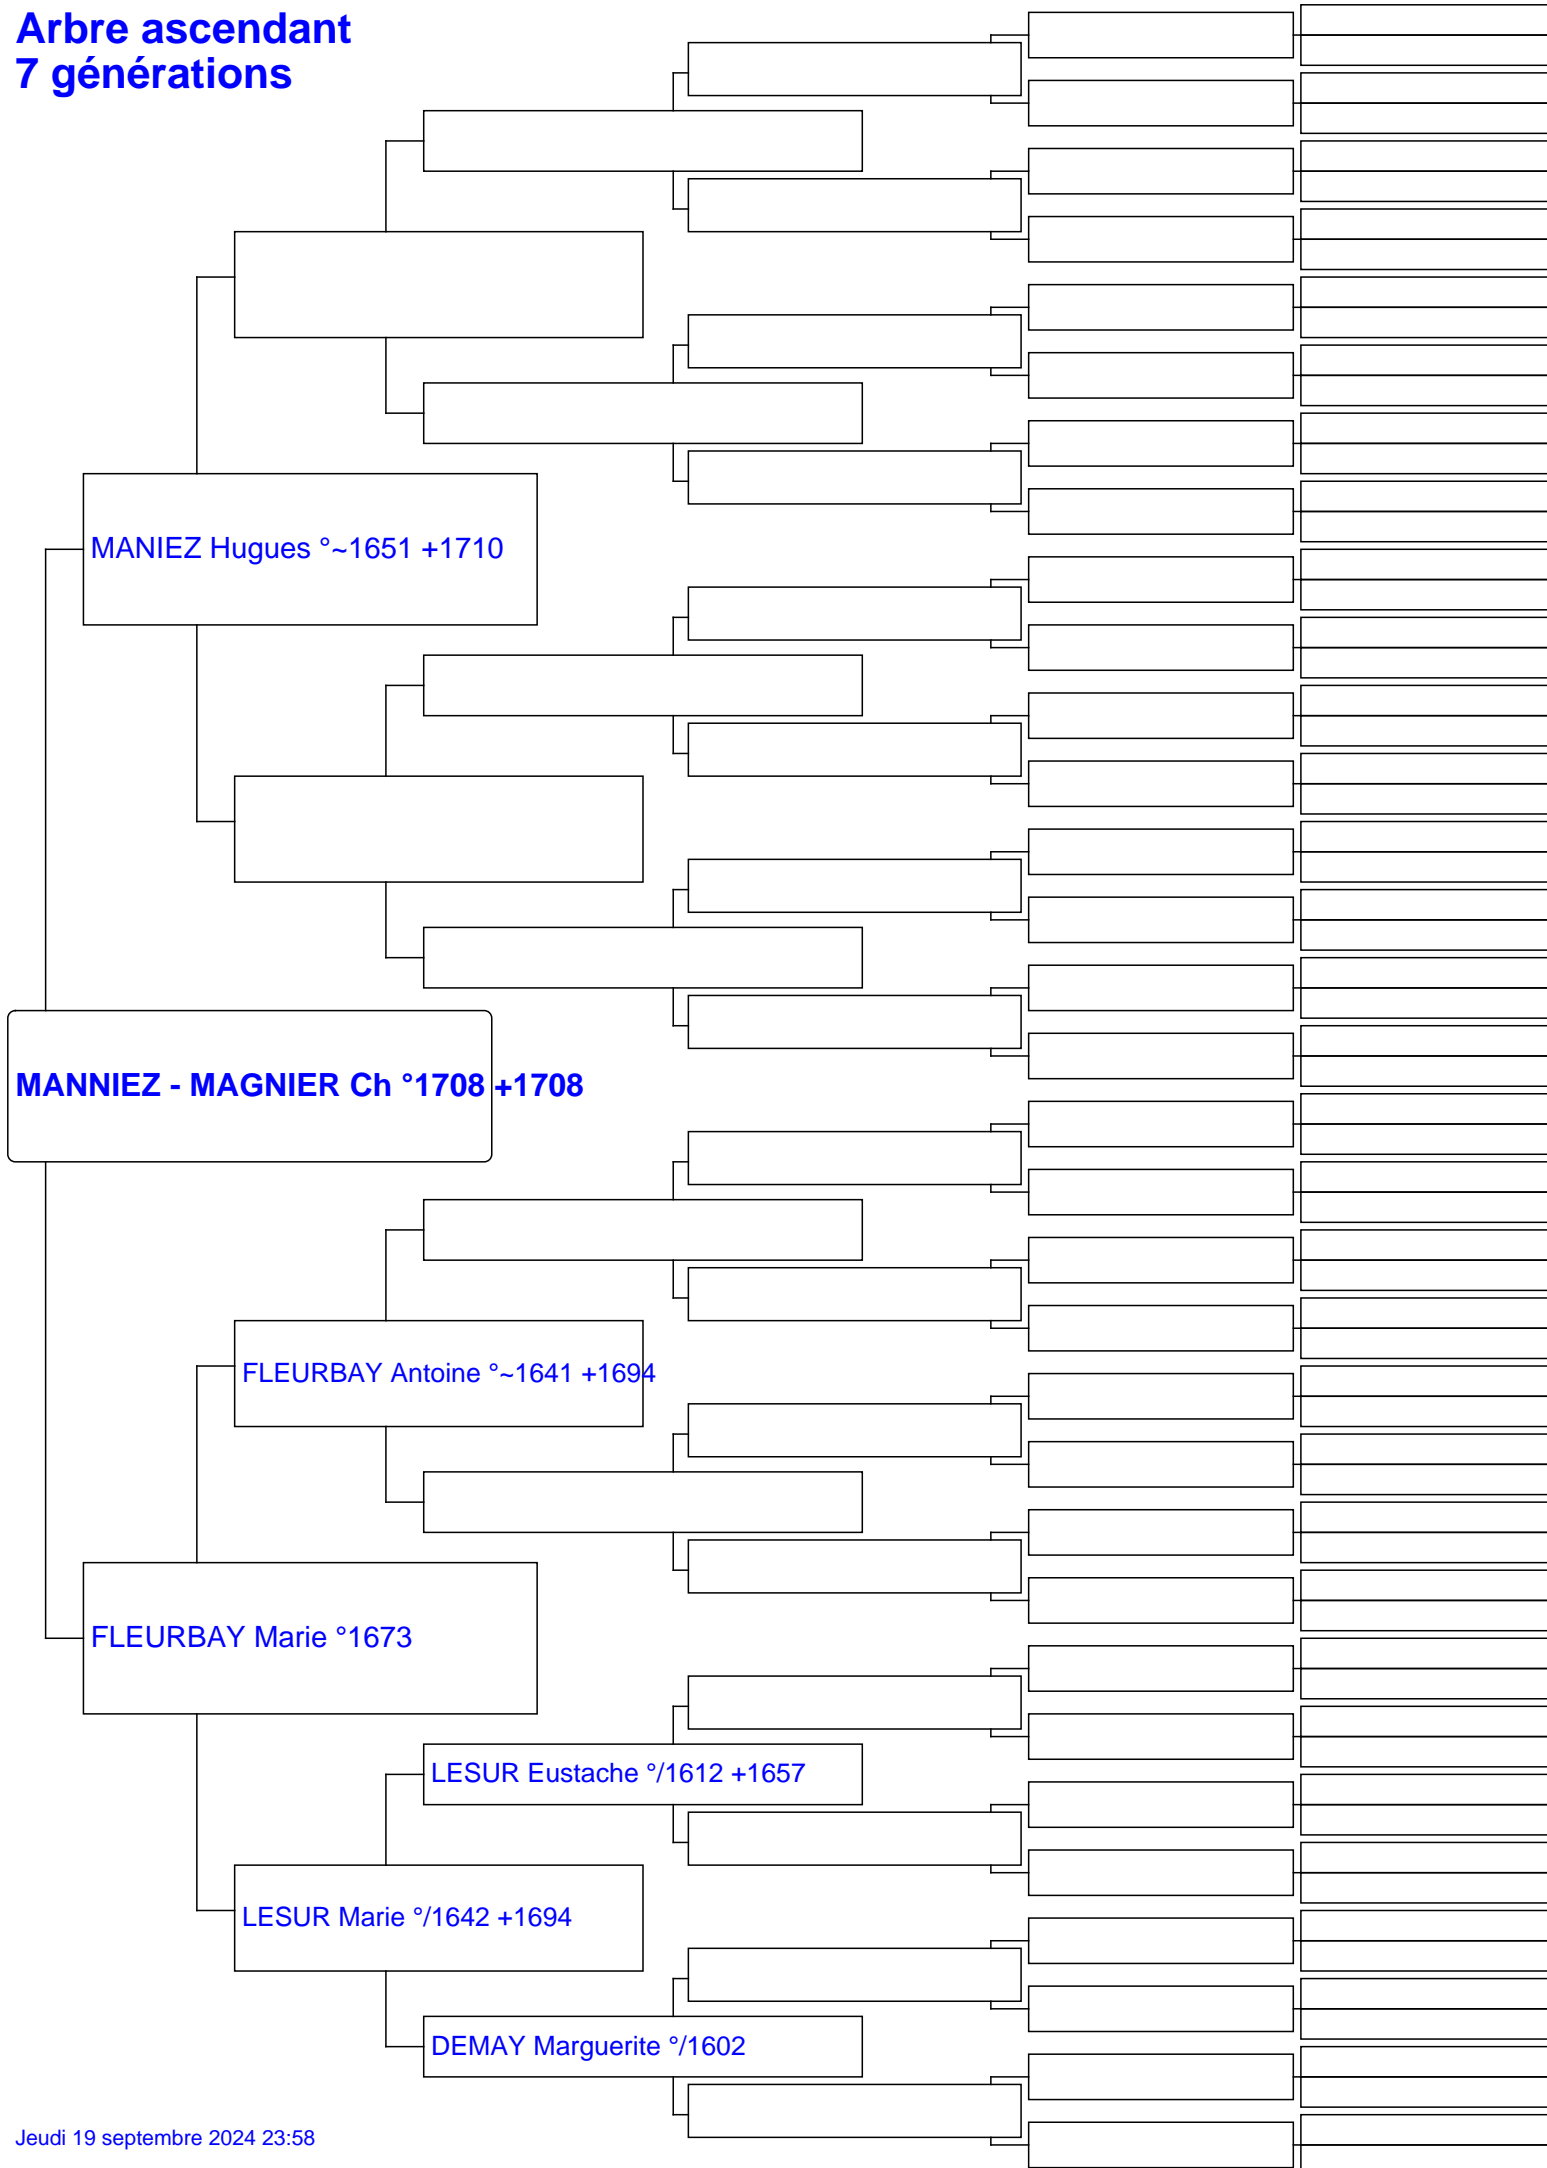 Arbre ascendant
7 générations
MANIEZ Hugues °~1651 +1710
MANNIEZ - MAGNIER Ch °1708 +1708
FLEURBAY Antoine °~1641 +1694
FLEURBAY Marie °1673
LESUR Eustache °/1612 +1657
LESUR Marie °/1642 +1694
DEMAY Marguerite °/1602
Jeudi 19 septembre 2024 23:58